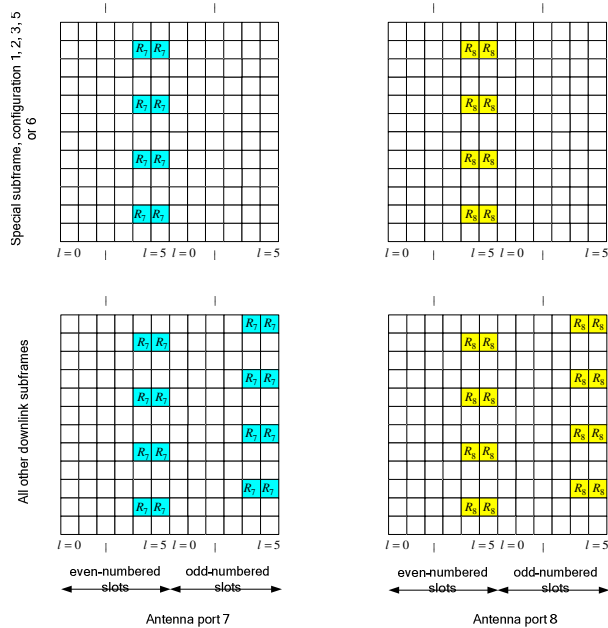 Special subframe, configuration 1, 2, 3, 5
or 6
R7 R7 R8 R8
R7 R7 R8 R8
R7 R7 R8 R8
R7 R7 R8 R8
l = 0 l = 5 l = 0 l = 5 l = 0 l = 5 l = 0 l = 5
All other downlink subframes
R7 R7 R8 R8
R7 R7 R8 R8
R7 R7 R8 R8
R7 R7 R8 R8
R7 R7 R8 R8
R7 R7 R8 R8
R7 R7 R8 R8
R7 R7 R8 R8
l = 0 l = 5 l = 0 l = 5 l = 0 l = 5 l = 0 l = 5
even-numbered odd-numbered even-numbered odd-numbered
slots slots slots slots
Antenna port 7 Antenna port 8